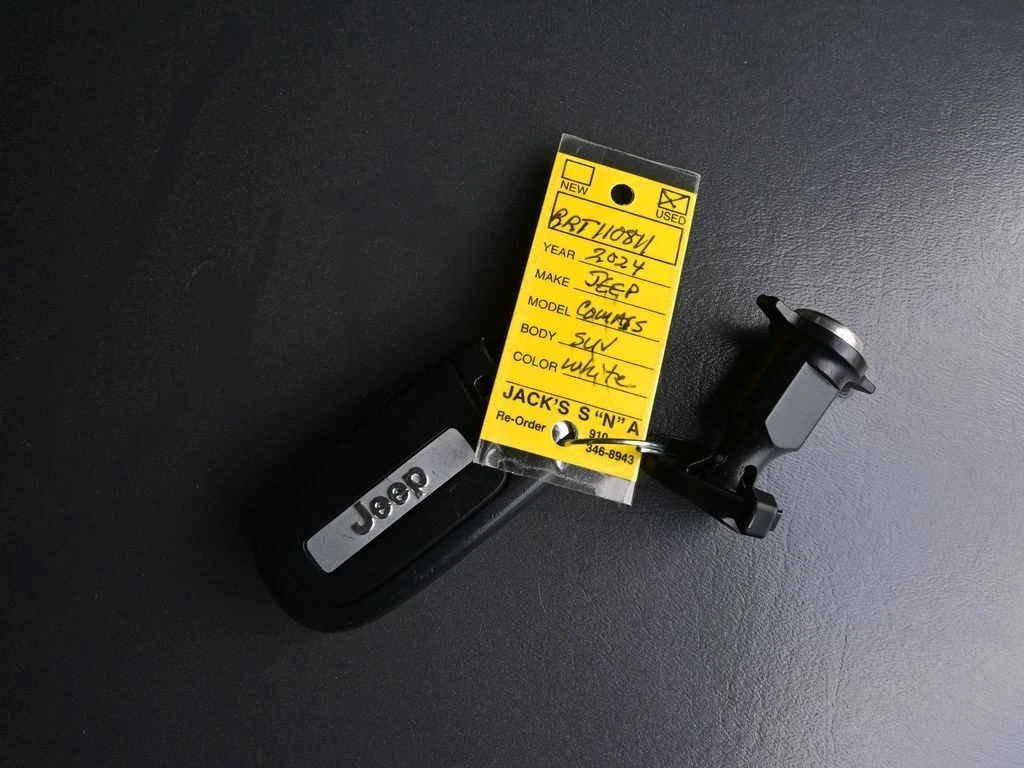 NEW
USED
BRT11081
YEAR 2024
MAKE JEEP
MODEL COMPASS
BODY SUV
COLOR White
JACK'S S "N" A
Re-Order 910
346-8943
Jeep